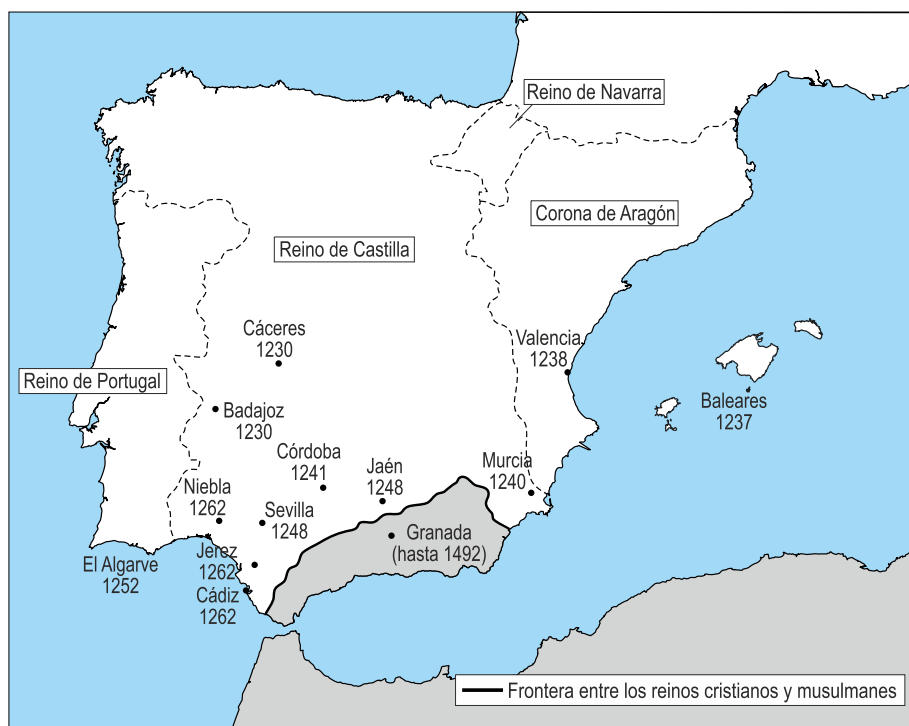 Reino de Navarra
Corona de Aragón
Reino de Castilla
Cáceres
1230
Valencia
1238
Reino de Portugal
Badajoz
1230
Baleares
1237
Córdoba
1241
Jaén
1248
Murcia
1240
Niebla
1262
Sevilla
1248
Granada
(hasta 1492)
El Algarve
1252
Jerez
1262
Cádiz
1262
Frontera entre los reinos cristianos y musulmanes